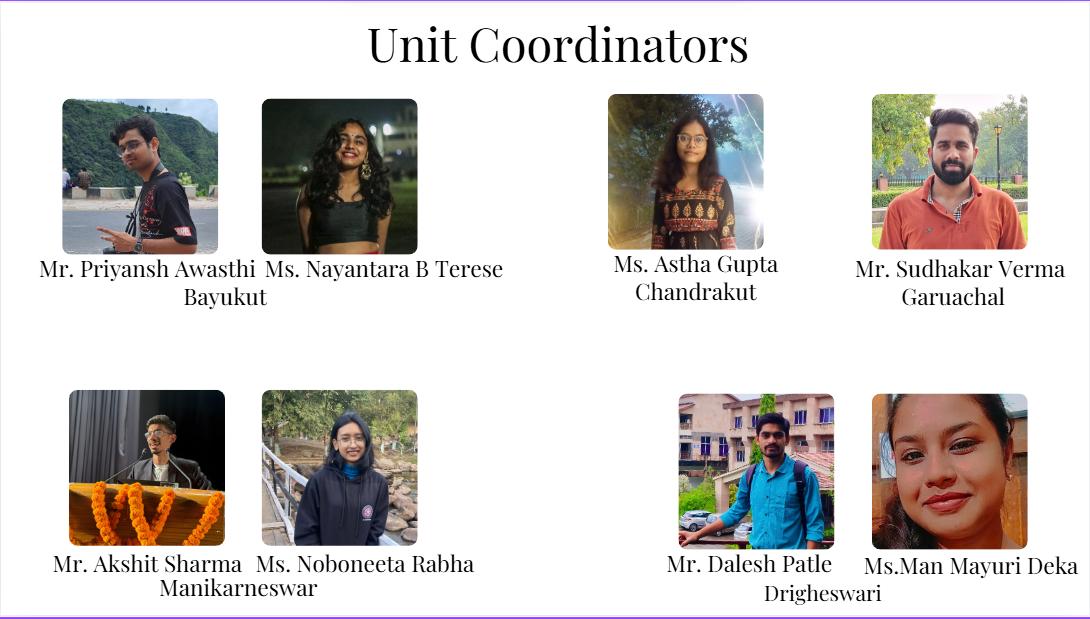 Unit Coordinators
Mr. Priyansh Awasthi Ms. Nayantara B Terese
Bayukut
Ms. Astha Gupta
Chandrakut
Mr. Sudhakar Verma
Garuachal
Mr. Akshit Sharma Ms. Noboneeta Rabha
Manikarneswar
Mr. Dalesh Patle Ms.Man Mayuri Deka
Drigheswari